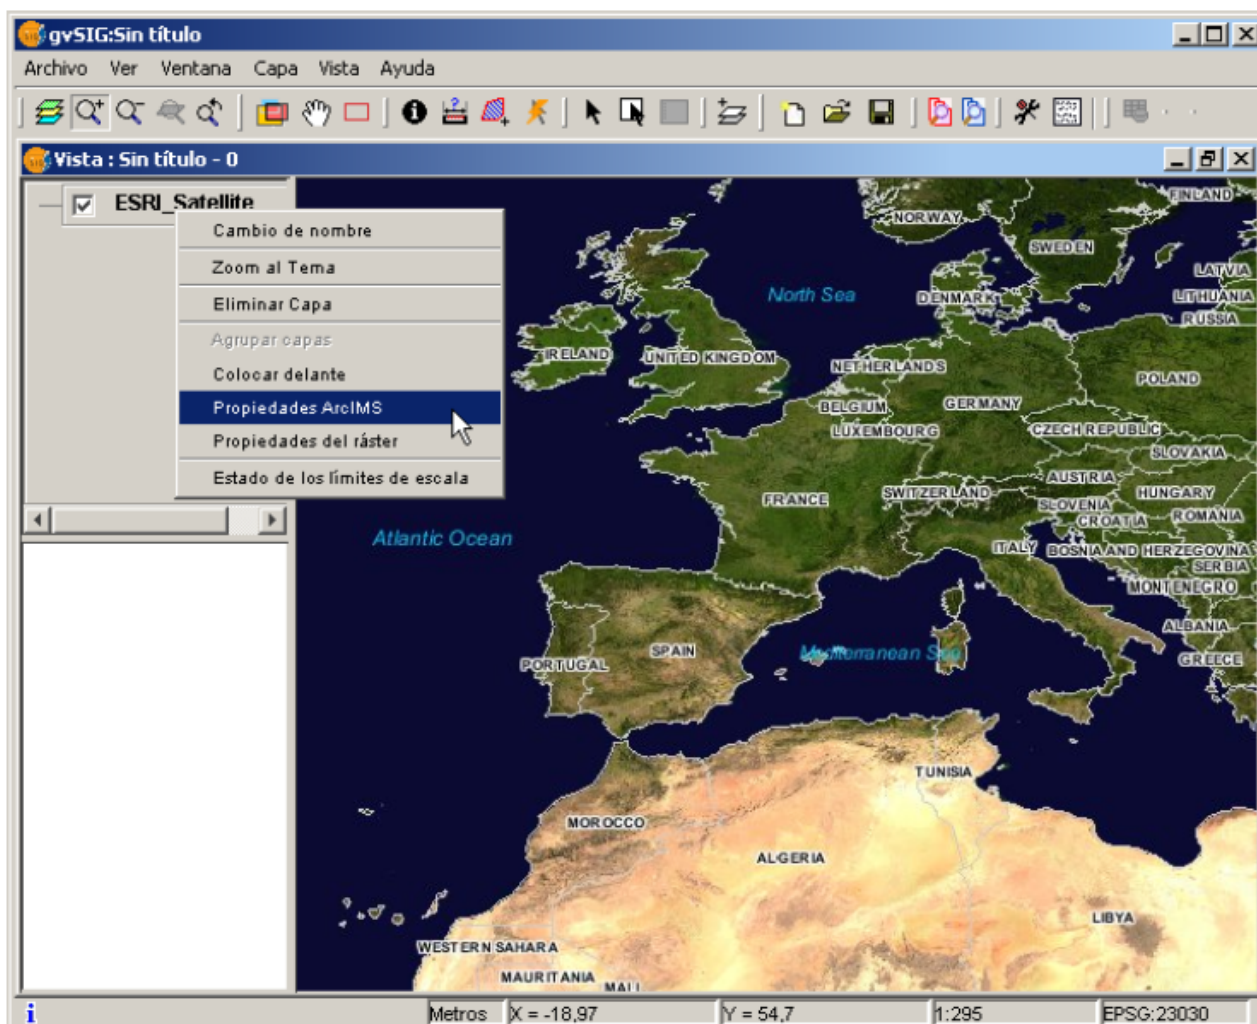 gvSIG:Sin título
Archivo Ver Ventana Capa Vista Ayuda
Vista : Sin título - 0
ESRI_Satellite
Cambio de nombre
Zoom al Tema
Eliminar Capa
Agrupar capas
Colocar delante
Propiedades ArcIMS
Propiedades del ráster
Estado de los límites de escala
FINLAND
NORWAY
SWEDEN
LATVIA
North Sea
DENMARK
LITHUANIA
RUSSIA
IRELAND
UNITED KINGDOM
NETHERLANDS
POLAND
BELGIUM
GERMANY
LUXEMBOURG
CZECH REPUBLIC
SLOVAKIA
AUSTRIA
FRANCE
SWITZERLAND
HUNGARY
SLOVENIA
CROATIA
ROMANIA
Atlantic Ocean
ITALY
BOSNIA AND HERZEGOVINA
SERBIA
MONTENEGRO
ALBANIA
SPAIN
Mediterranean Sea
PORTUGAL
GREECE
TUNISIA
MOROCCO
ALGERIA
LIBYA
WESTERN SAHARA
MAURITANIA
MALI
Metros X = -18,97 Y = 54,7 1:295 EPSG:23030